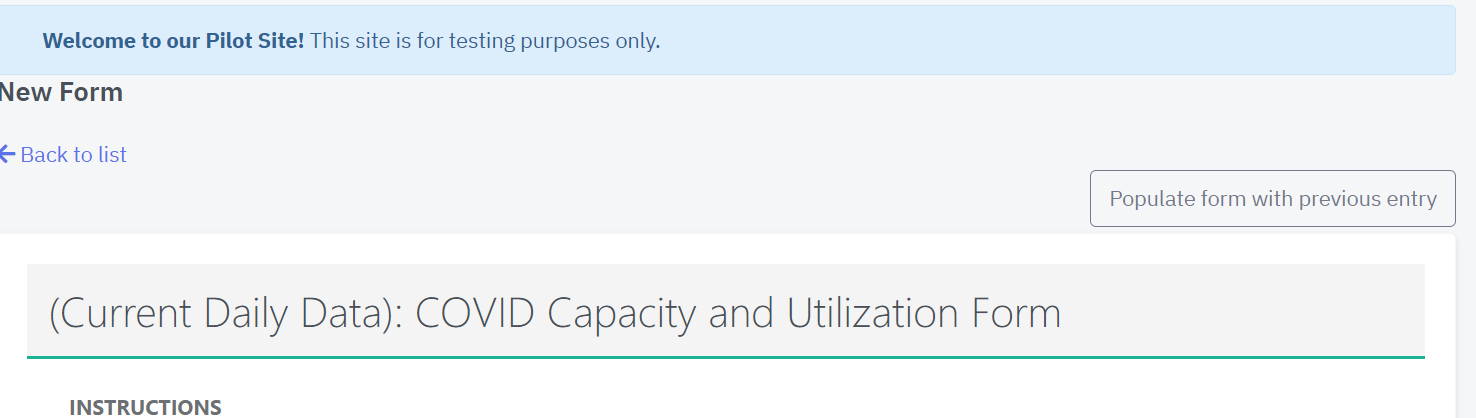 Welcome to our Pilot Site! This site is for testing purposes only.
New Form
Back to list
Populate form with previous entry
(Current Daily Data): COVID Capacity and Utilization Form
INSTRUCTIONS